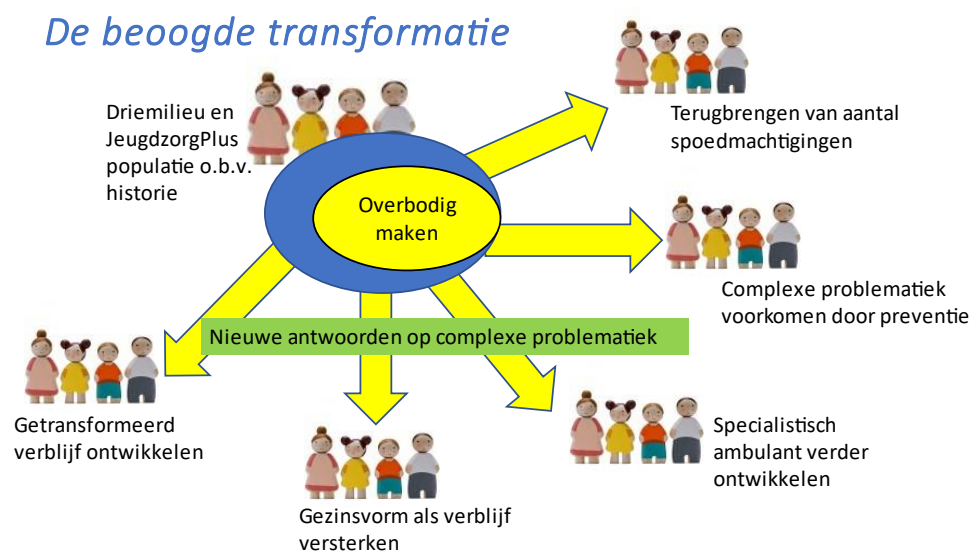 De beoogde transformatie
Driemilieu en
JeugdzorgPlus
populatie o.b.v.
historie
Terugbrengen van aantal
spoedmachtigingen
Overbodig
maken
Complexe problematiek
voorkomen door preventie
Nieuwe antwoorden op complexe problematiek
Getransformeerd
verblijf ontwikkelen
Specialistisch
ambulant verder
ontwikkelen
Gezinsvorm als verblijf
versterken